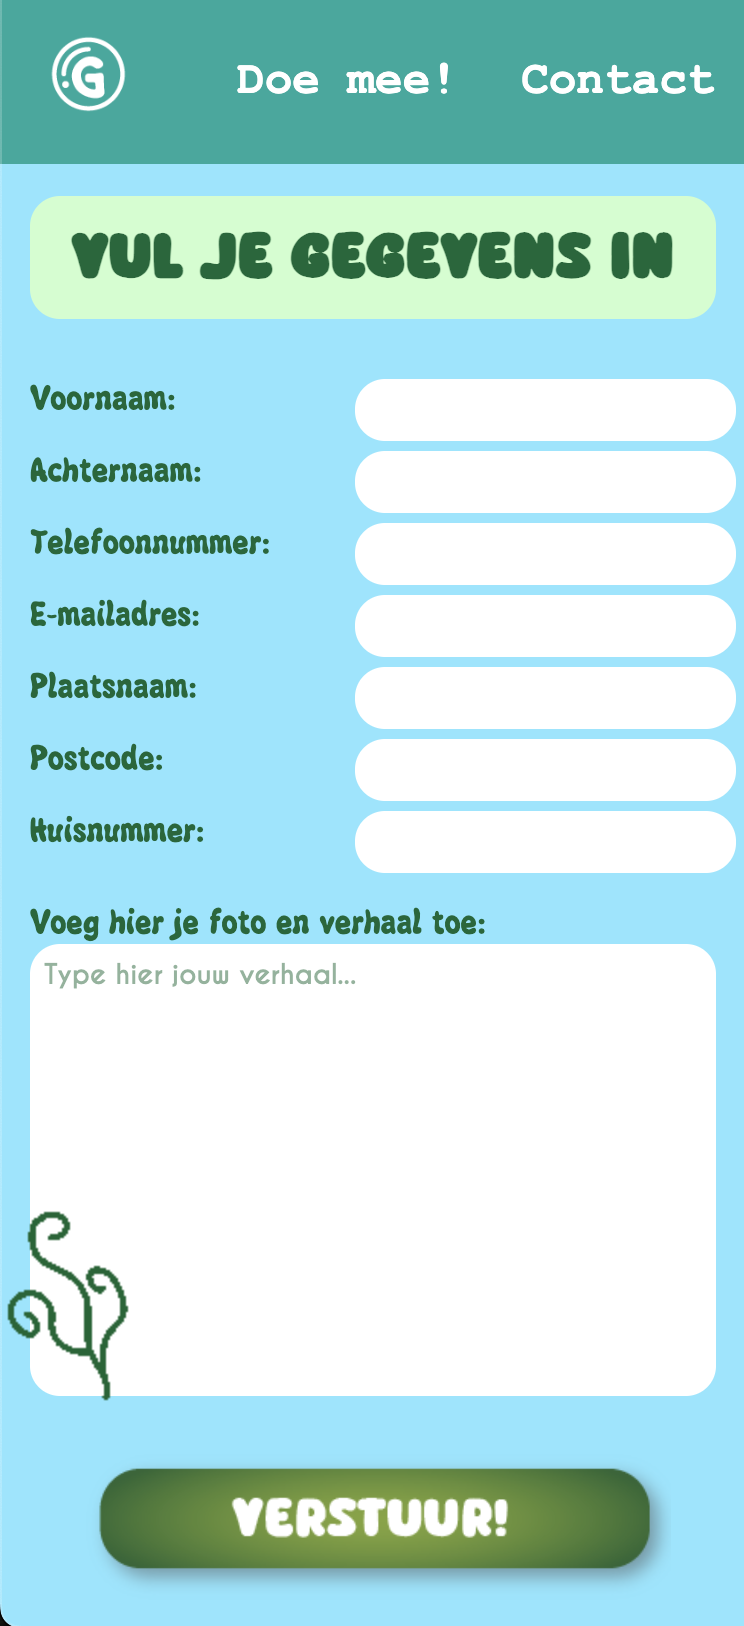 G
Doe mee! Contact
VUL JE GEGEVENS IN
Voornaam:
Achternaam:
Telefoonnummer:
E-mailadres:
Plaatsnaam:
Postcode:
Huisnummer:
Voeg hier je foto en verhaal toe:
Type hier jouw verhaal...
VERSTUUR!